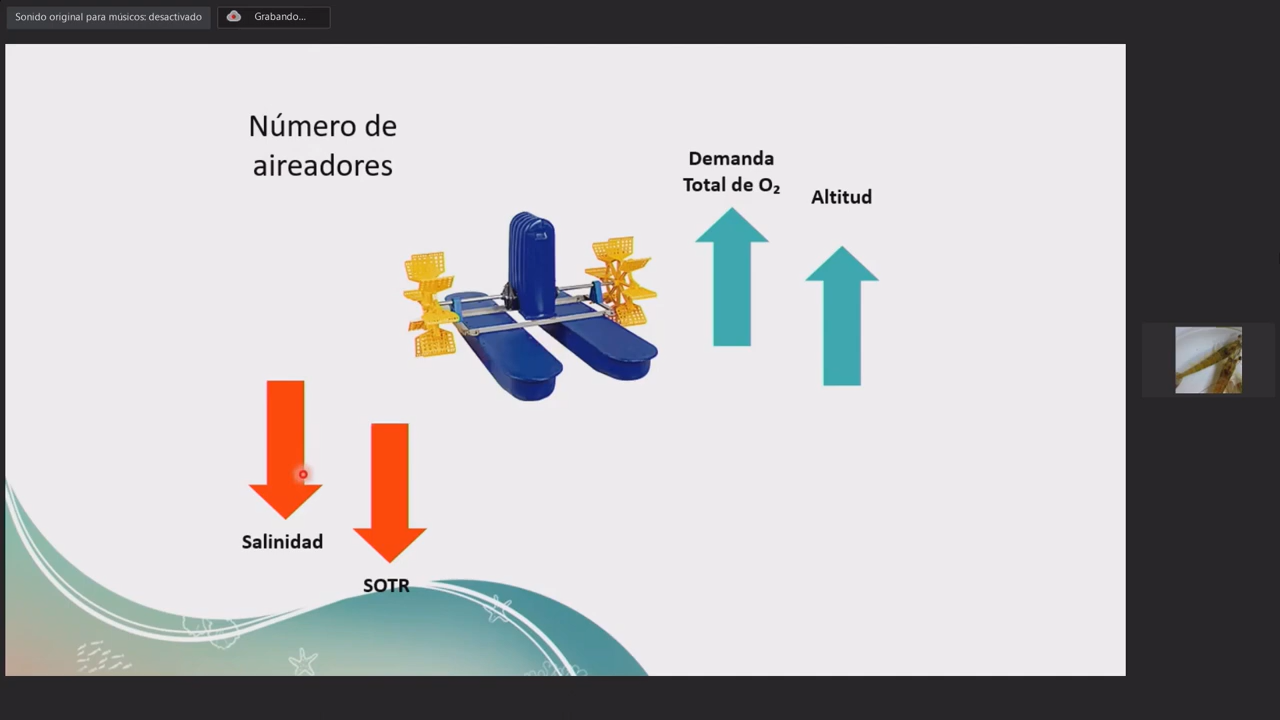 Sonido original para músicos: desactivado
Grabando...
Número de
aireadores
Demanda
Total de O₂
Altitud
Salinidad
SOTR